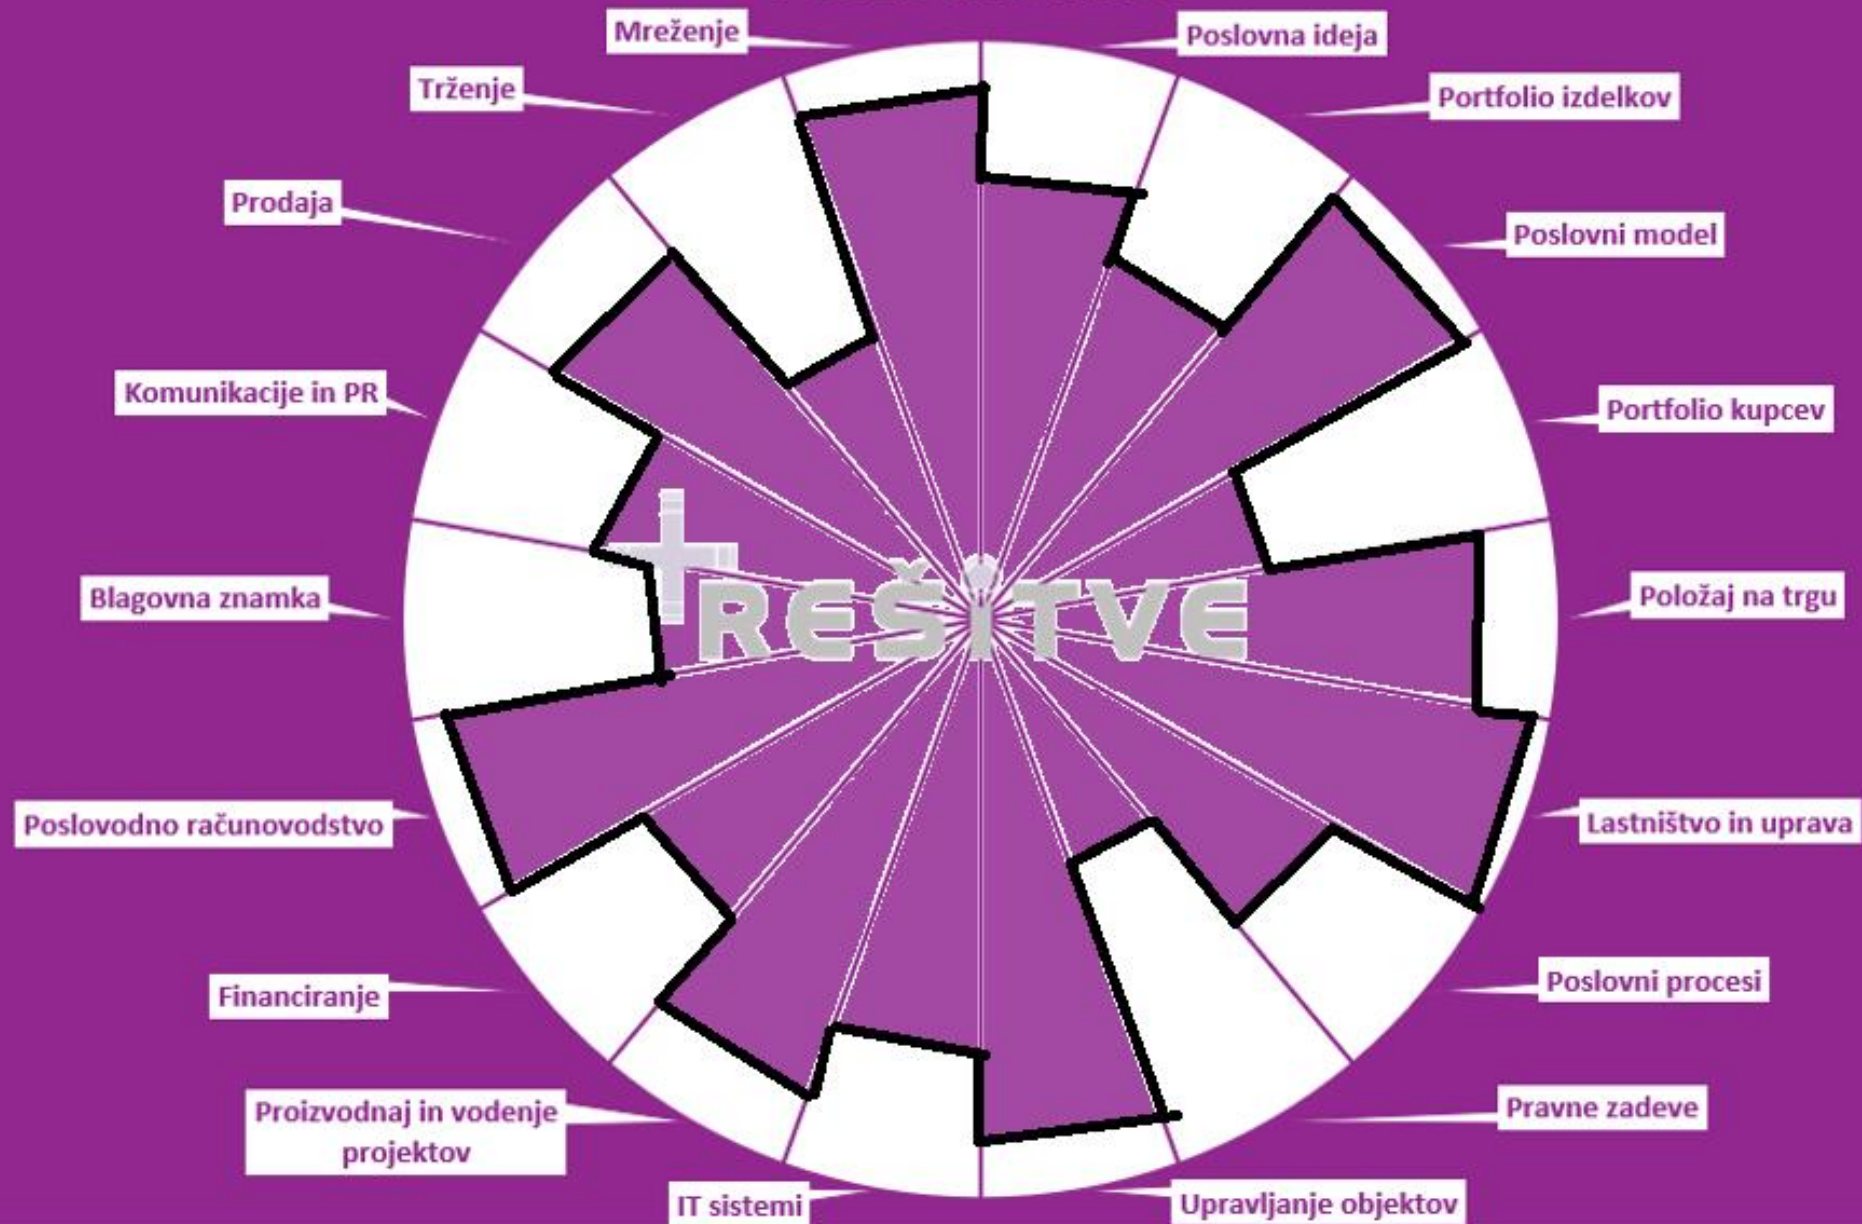 Mreženje
Poslovna ideja
Trženje
Portfolio izdelkov
Prodaja
Poslovni model
Komunikacije in PR
Portfolio kupcev
Blagovna znamka
Položaj na trgu
REŠITVE
Poslovodno računovodstvo
Lastništvo in uprava
Financiranje
Poslovni procesi
Proizvodnaj in vodenje
projektov
Pravne zadeve
IT sistemi
Upravljanje objektov